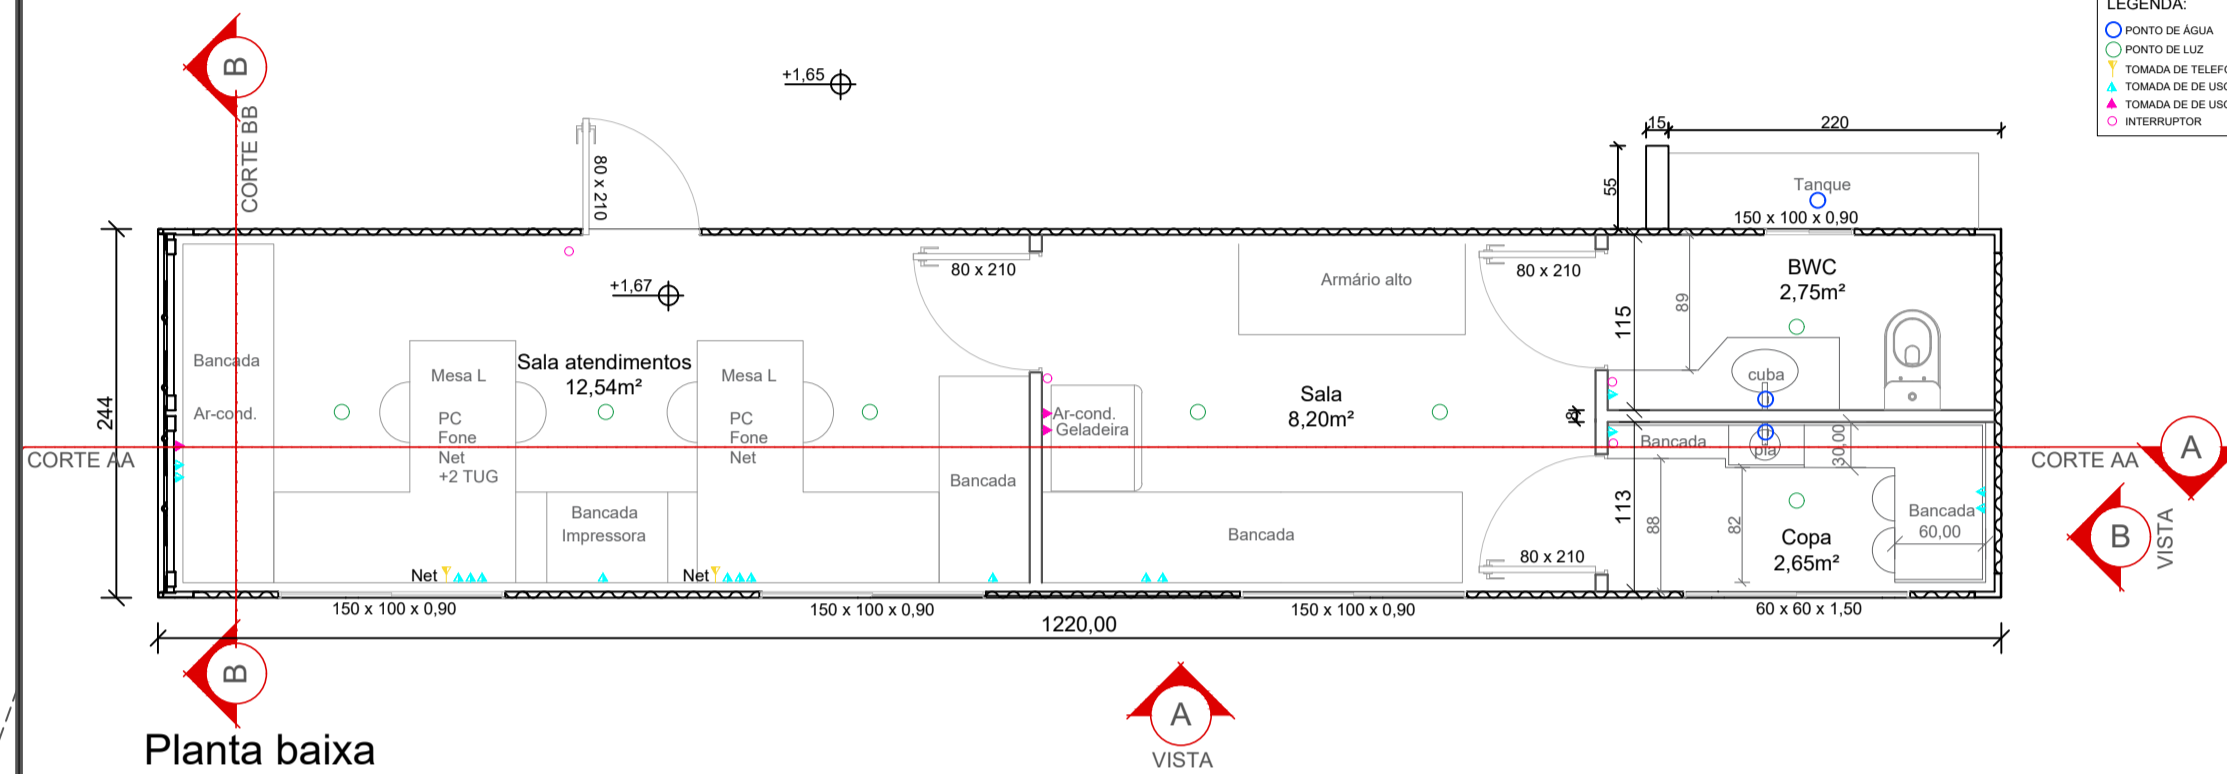 LEGENDA:
PONTO DE ÁGUA
PONTO DE LUZ
TOMADA DE
TOMADA DE DE
TOMADA DE DE
INTERRUPTOR
B
CORTE BB
+1,65
80 x 210
15
220
55
Tanque
150 x 100 x 0,90
+1,67
80 x 210
Armário alto
80 x 210
BWC
2,75m²
89
115
Bancada
Mesa L
Sala atendimentos
12,54m²
Mesa L
cuba
Ar-cond.
PC
Fone
Net
+2 TUG
PC
Fone
Net
Ar-cond.
Geladeira
Sala
8,20m²
8
244
CORTE AA
Bancada
pia
30,00
CORTE AA
A
Bancada
Bancada
Impressora
Bancada
113
88
82
Bancada
60,00
Copa
2,65m²
B
VISTA
80 x 210
Net
Net
150 x 100 x 0,90
150 x 100 x 0,90
150 x 100 x 0,90
60 x 60 x 1,50
1220,00
B
A
VISTA
Planta baixa